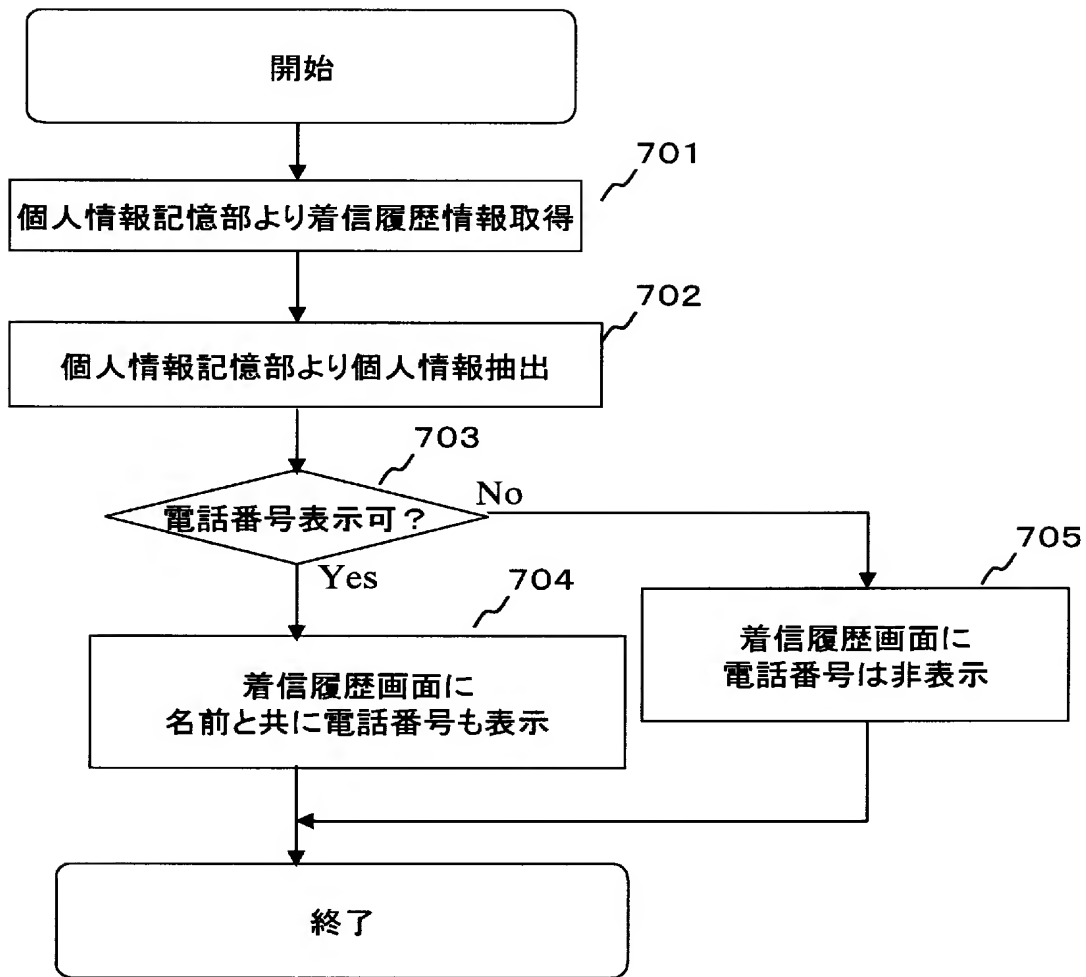 開始
701
個人情報記憶部より着信履歴情報取得
702
個人情報記憶部より個人情報抽出
703
電話番号表示可?
No
Yes
704
705
着信履歴画面に
名前と共に電話番号も表示
着信履歴画面に
電話番号は非表示
終了